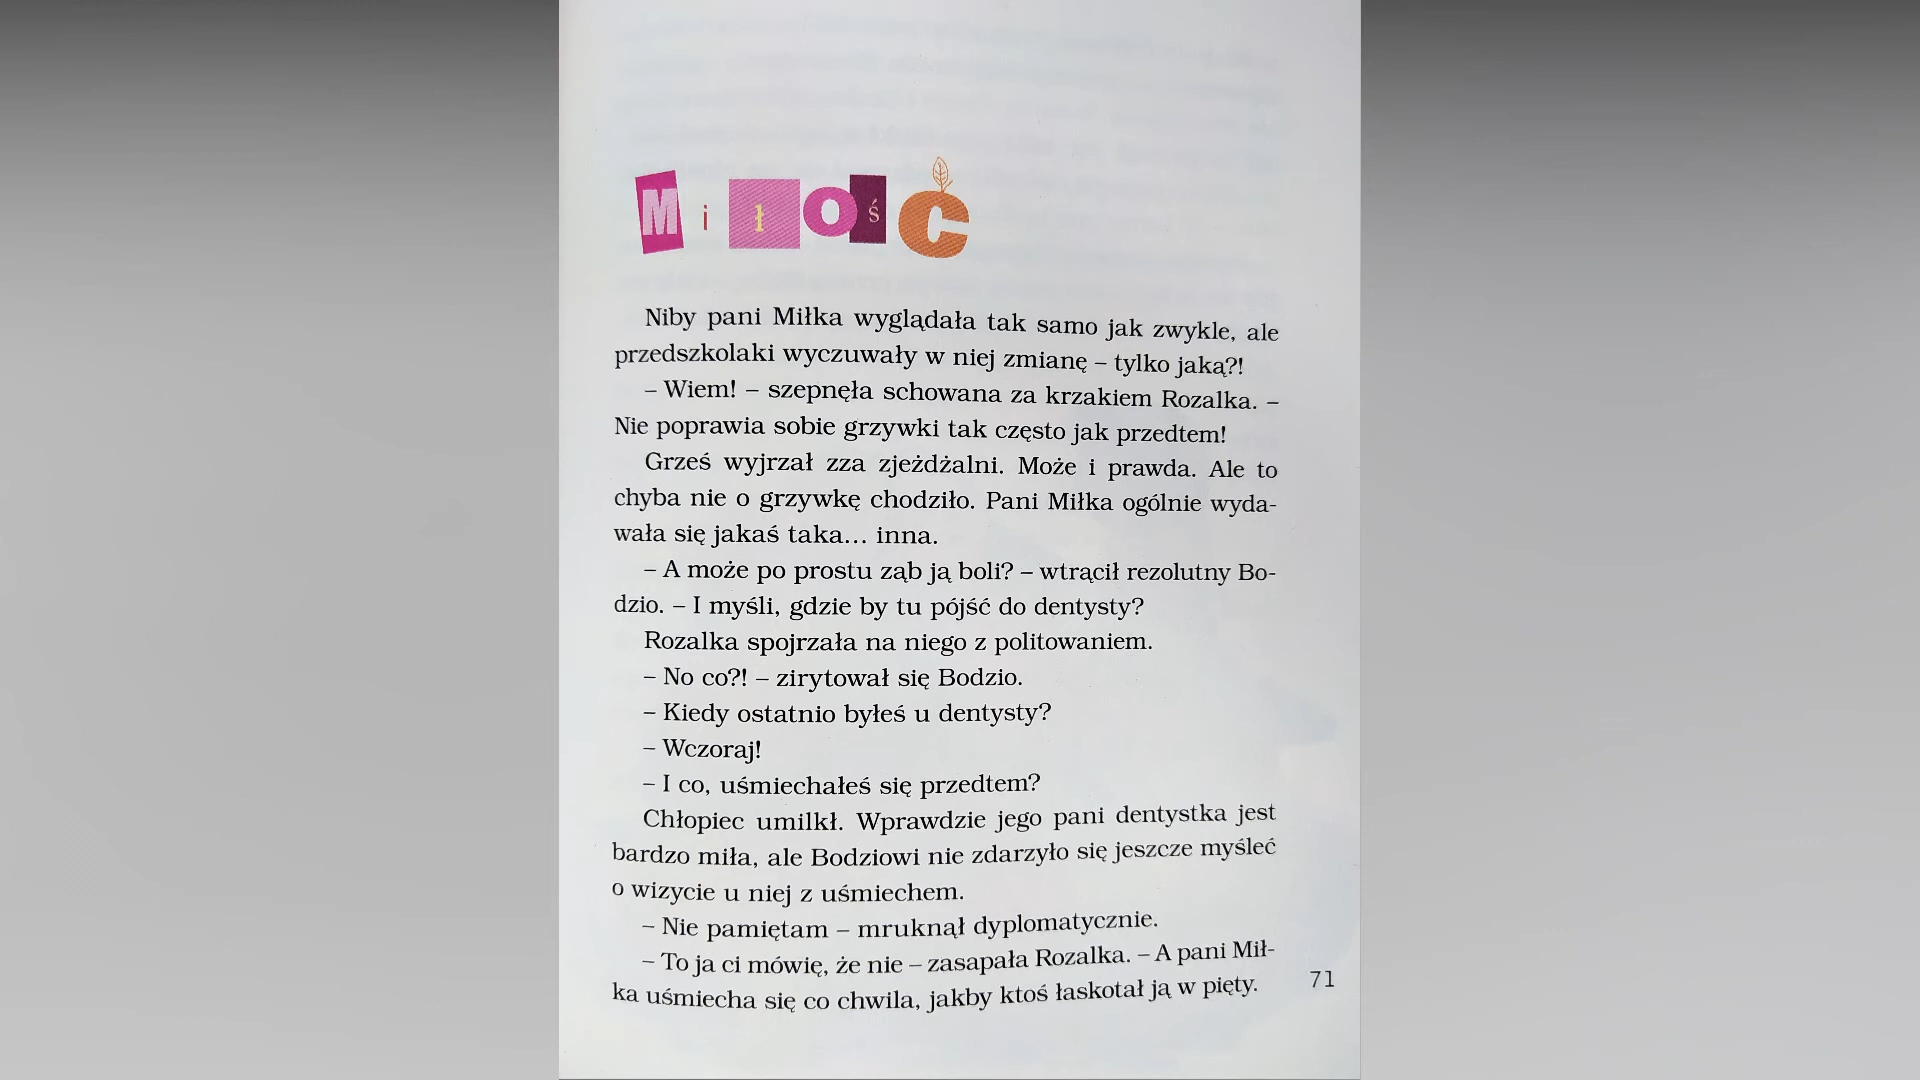 Miłość
Niby pani Miłka wyglądała tak samo jak zwykle, ale
przedszkolaki wyczuwały w niej zmianę – tylko jaką?!
– Wiem! – szepnęła schowana za krzakiem Rozalka. –
Nie poprawia sobie grzywki tak często jak przedtem!
Grześ wyjrzał zza zjeżdżalni. Może i prawda. Ale to
chyba nie o grzywkę chodziło. Pani Miłka ogólnie wyda-
wała się jakaś taka... inna.
– A może po prostu ząb ją boli? – wtrącił rezolutny Bo-
dzio. – I myśli, gdzie by tu pójść do dentysty?
Rozalka spojrzała na niego z politowaniem.
– No co?! – zirytował się Bodzio.
– Kiedy ostatnio byłeś u dentysty?
– Wczoraj!
– I co, uśmiechałeś się przedtem?
Chłopiec umilkł. Wprawdzie jego pani dentystka jest
bardzo miła, ale Bodziowi nie zdarzyło się jeszcze myśleć
o wizycie u niej z uśmiechem.
– Nie pamiętam – mruknął dyplomatycznie.
– To ja ci mówię, że nie – zasapała Rozalka. – A pani Mił-
ka uśmiecha się co chwila, jakby ktoś łaskotał ją w pięty.
71